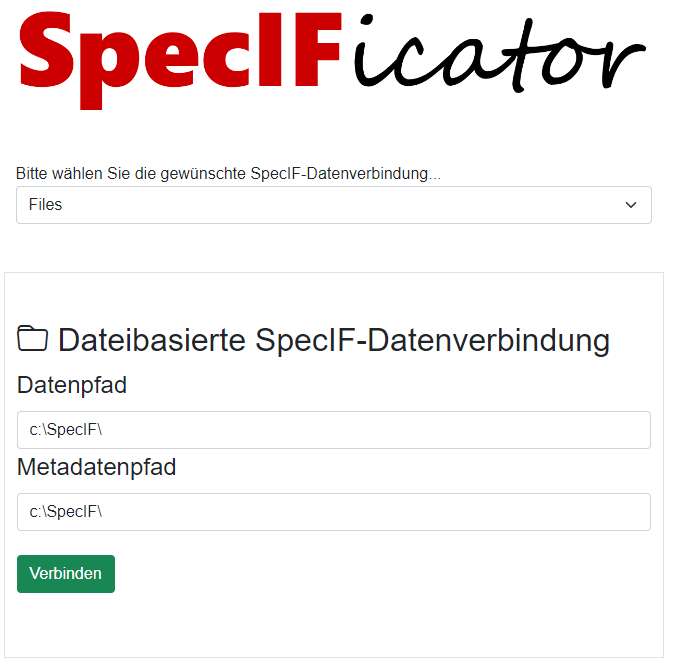 SpecIFicator
Bitte wählen Sie die gewünschte SpecIF-Datenverbindung...
Files
Dateibasierte SpecIF-Datenverbindung
Datenpfad
c:\SpecIF\
Metadatenpfad
c:\SpecIF\
Verbinden